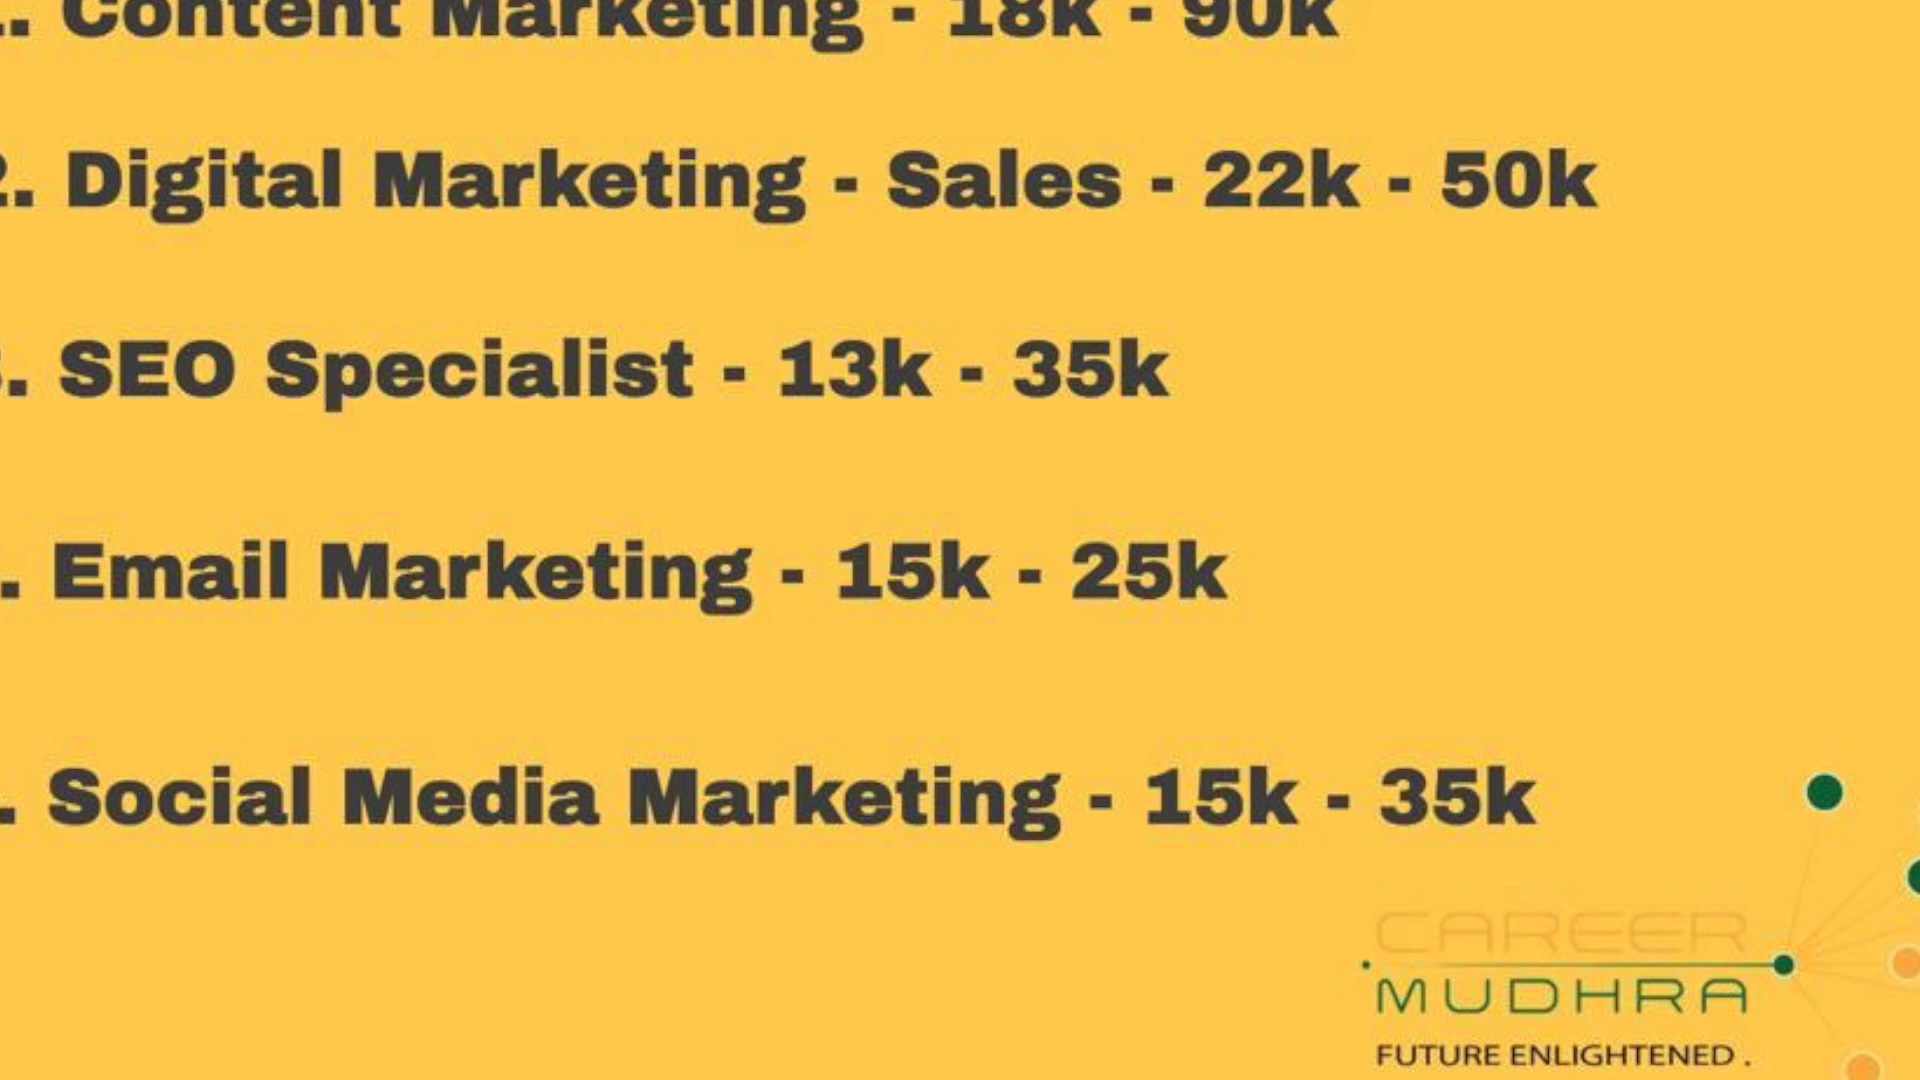 . Content Marketing - 18k - 90k
2. Digital Marketing - Sales - 22k - 50k
. SEO Specialist - 13k - 35k
. Email Marketing - 15k - 25k
. Social Media Marketing - 15k - 35k
CAREER
MUDHRA
FUTURE ENLIGHTENED .